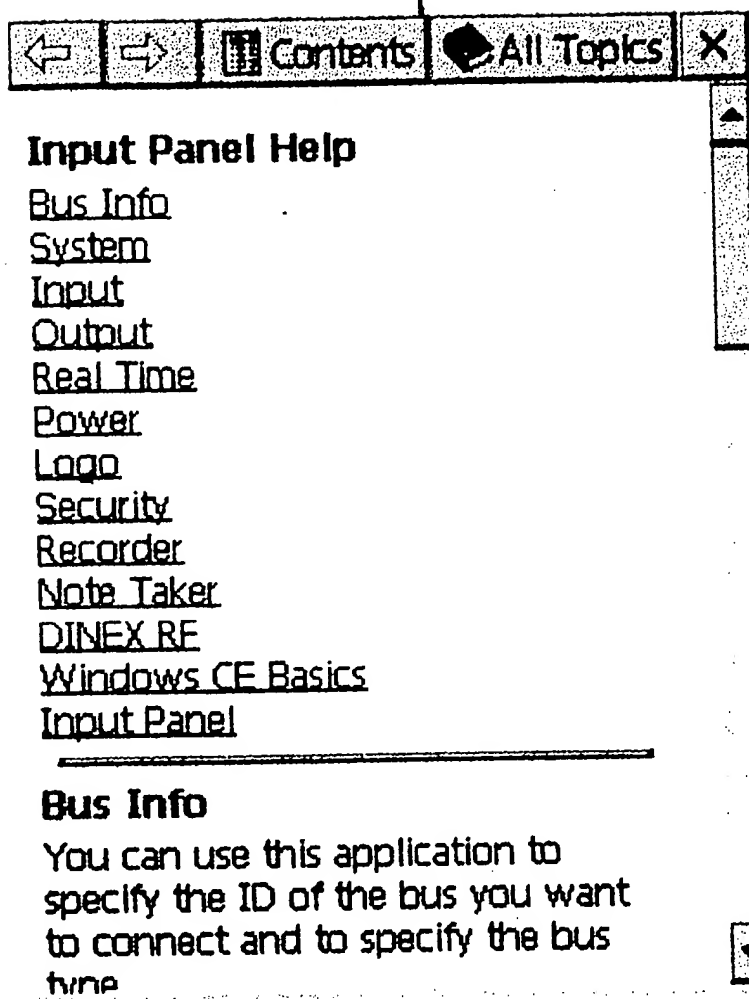 Contents All Topics X
Input Panel Help
Bus Info
System
Input
Output
Real Time
Power
Logo
Security
Recorder
Note Taker
DINEX RF
Windows CE Basics
Input Panel
Bus Info
You can use this application to
specify the ID of the bus you want
to connect and to specify the bus
type